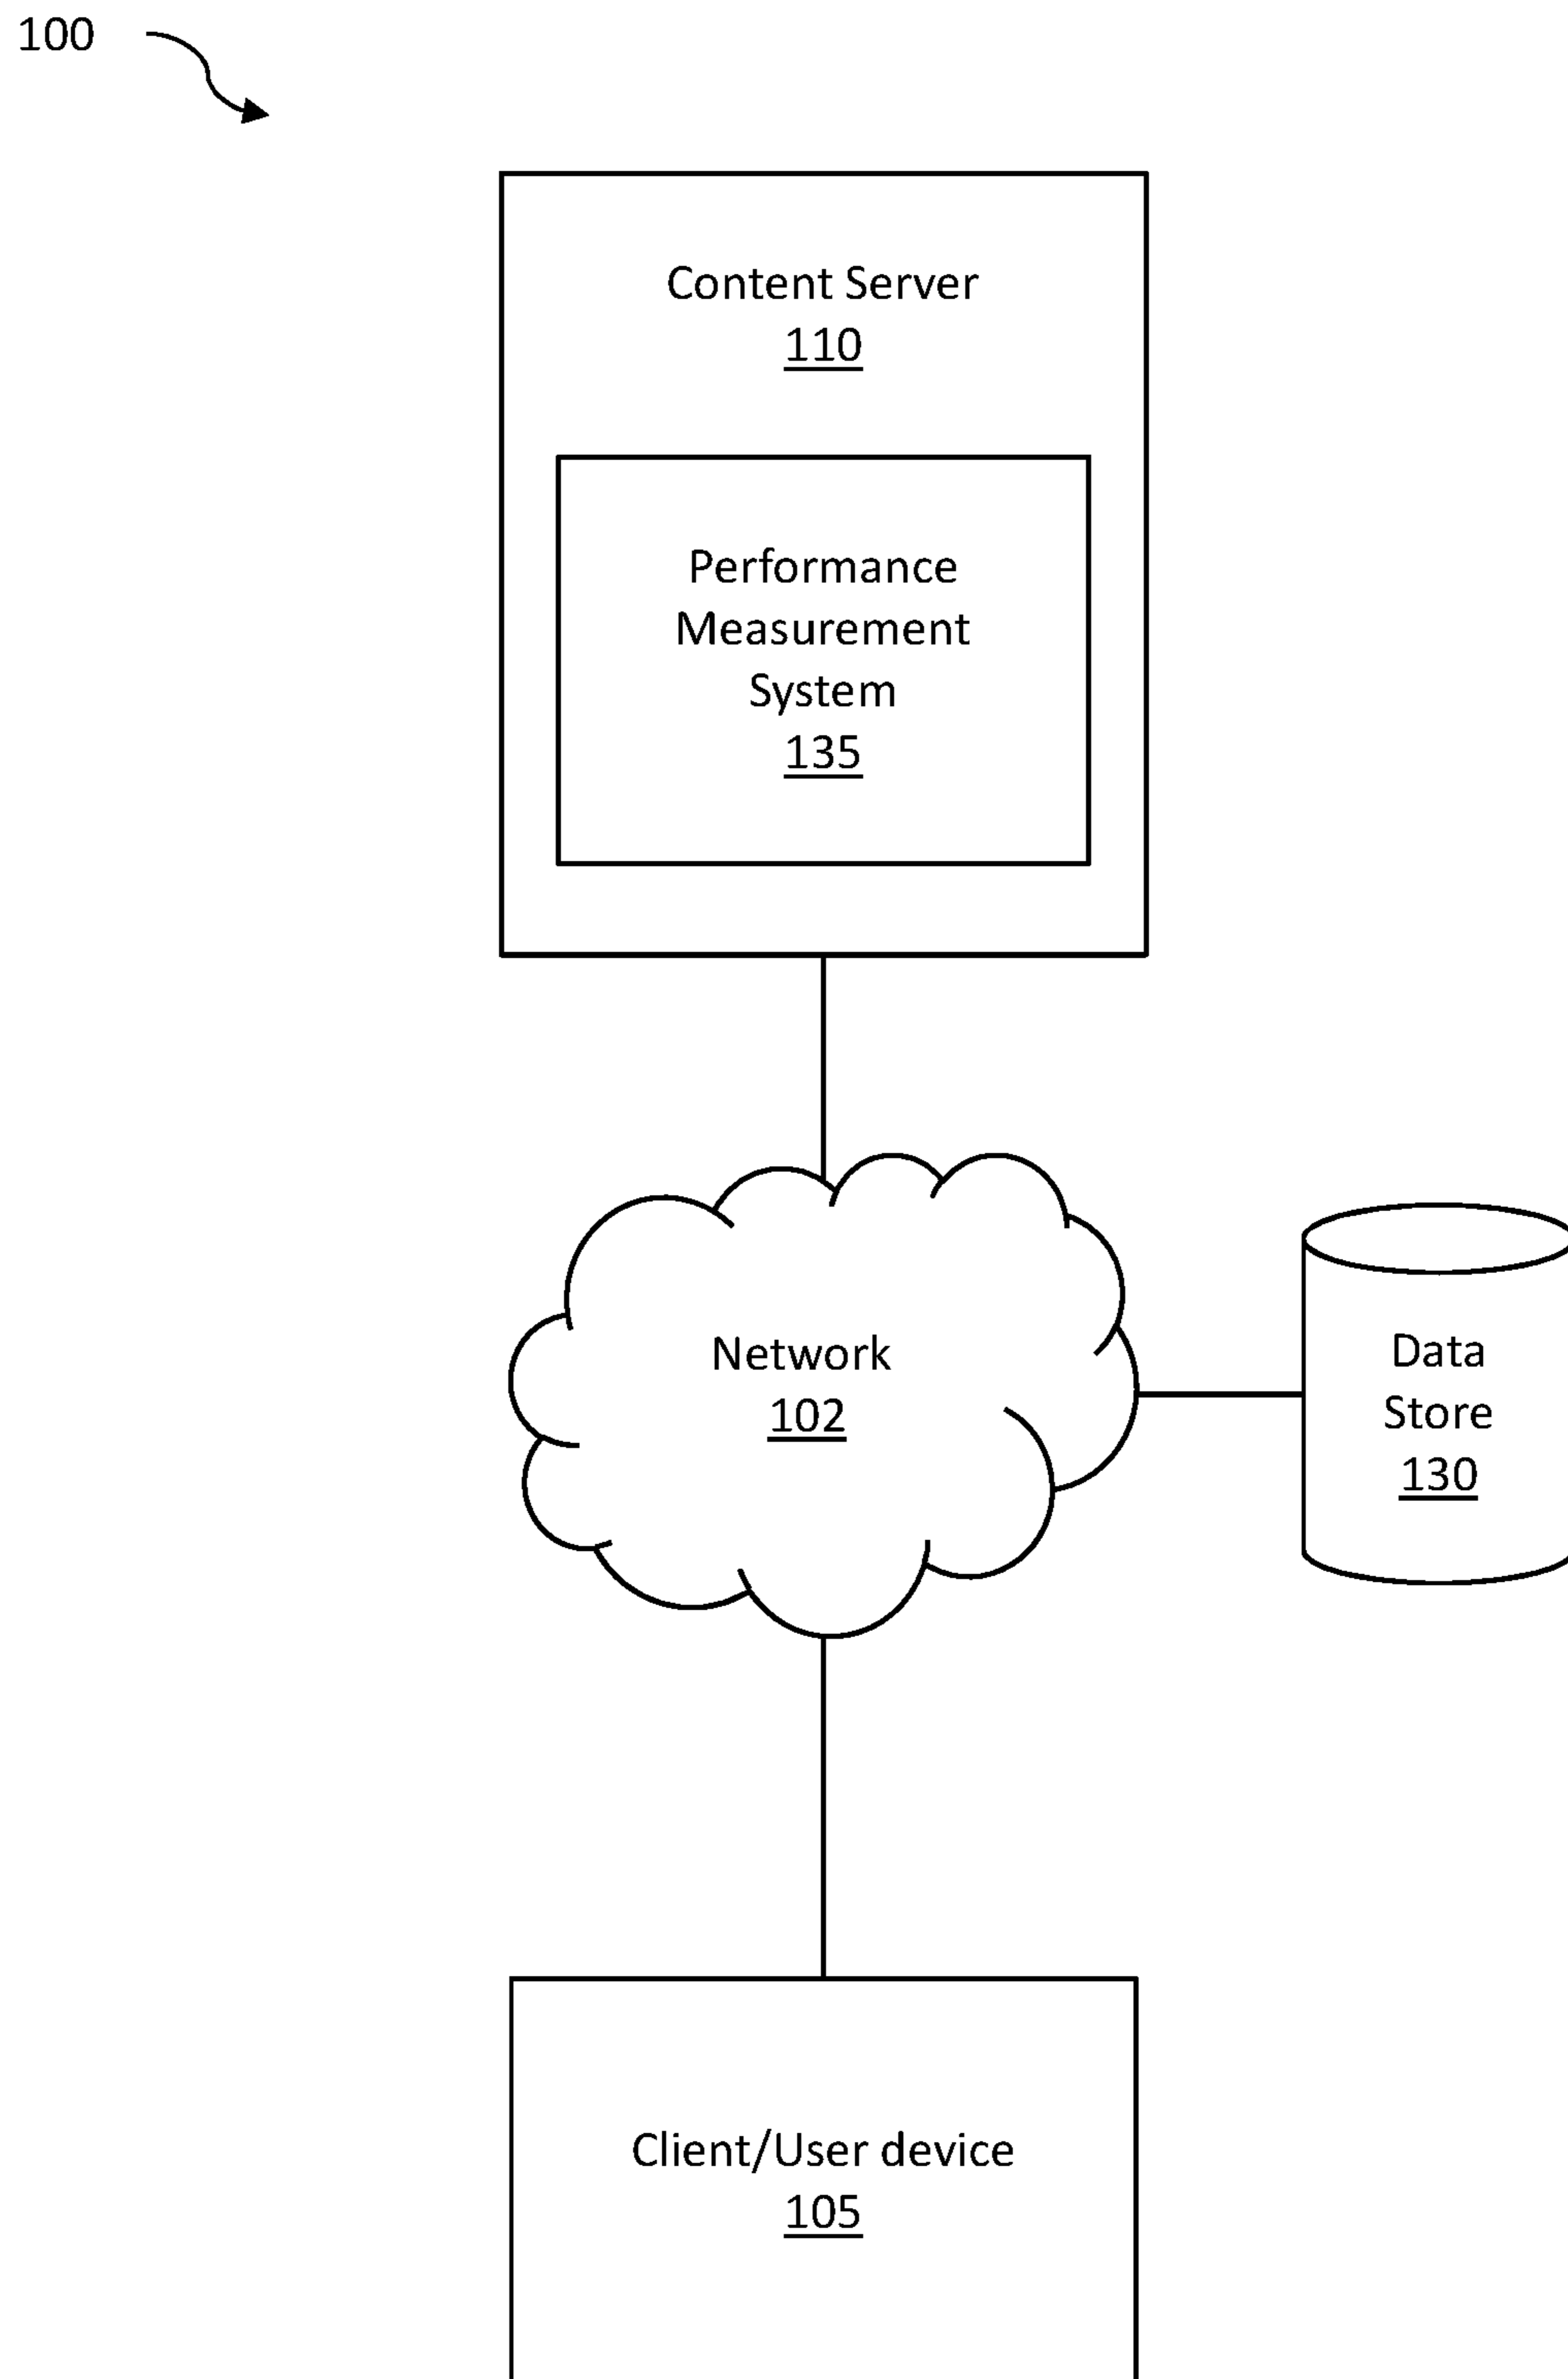 100
Content Server
110
Performance
Measurement
System
135
Network
102
Data
Store
130
Client/User device
105